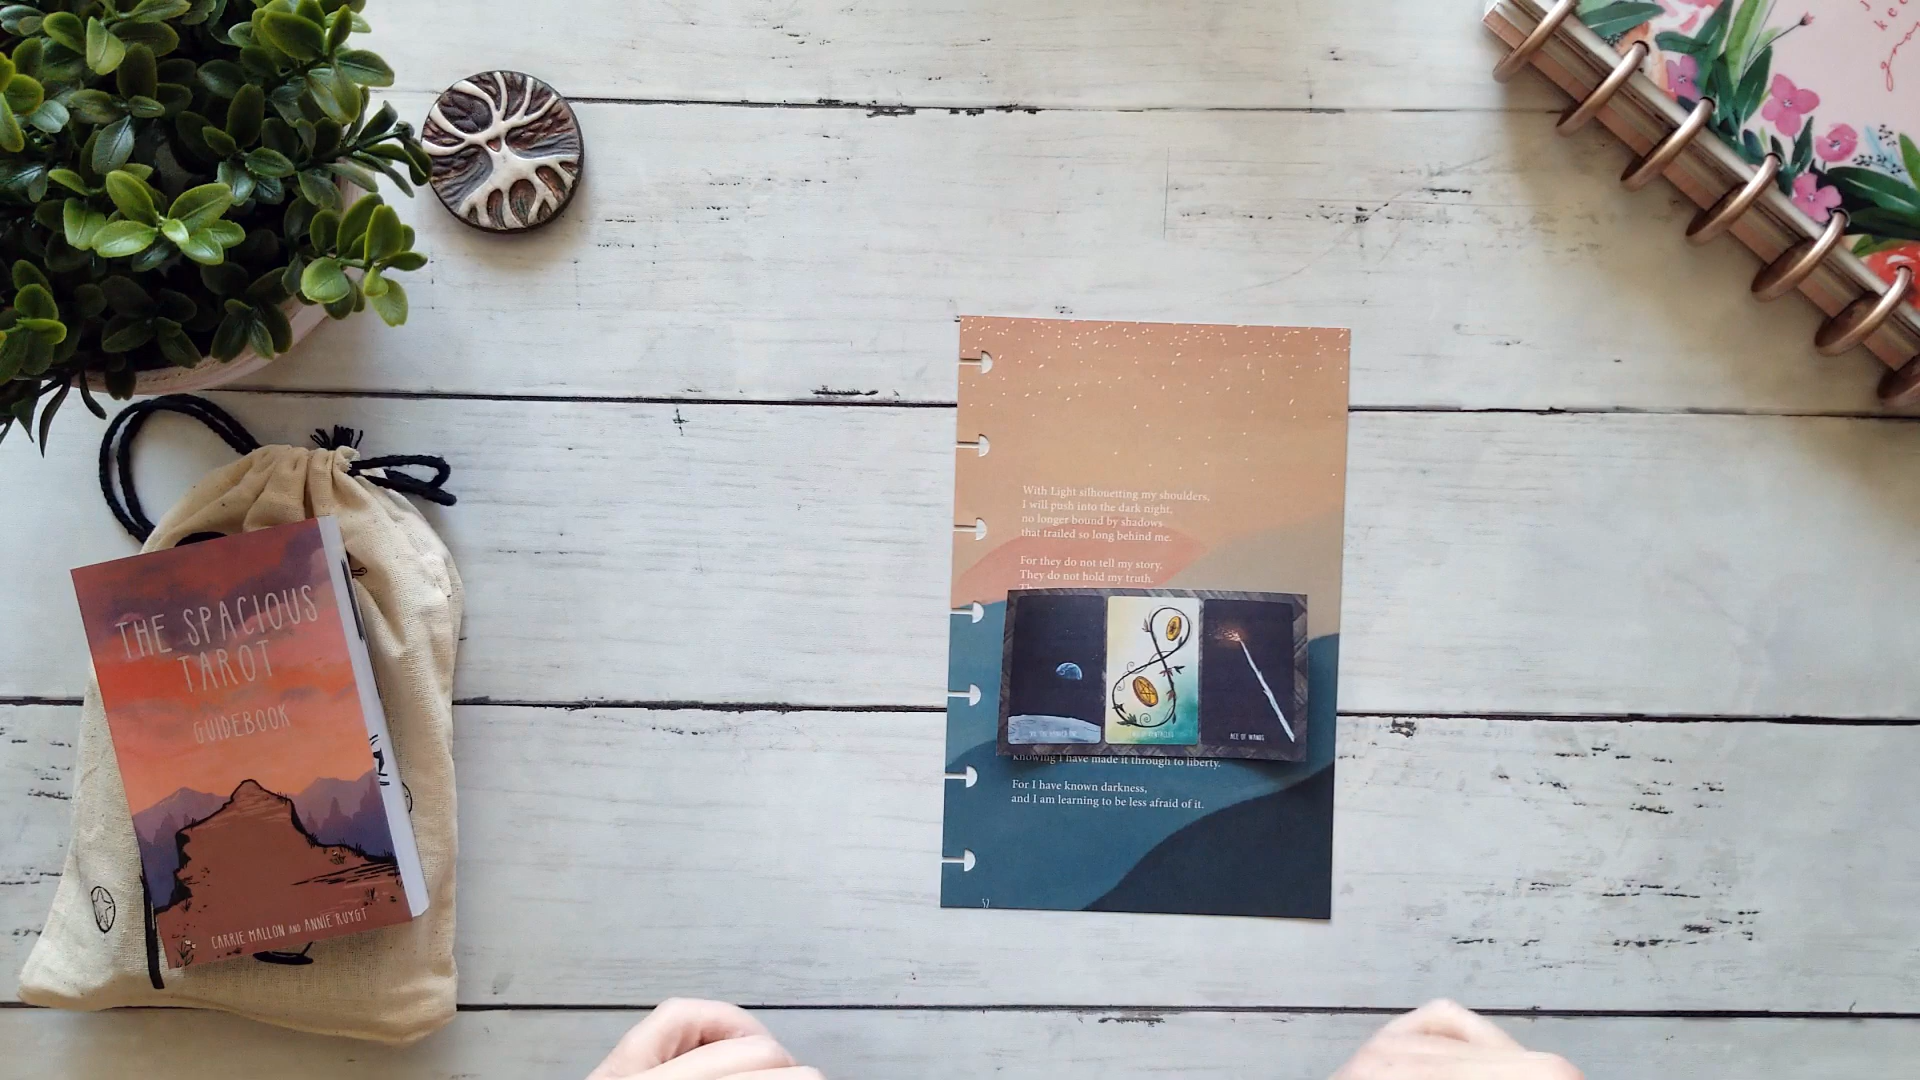 THE SPACIOUS
TAROT
GUIDEBOOK
CARRIE MALLON AND ANNIE RUYGT
With Light silhouetting my shoulders,
I will push into the dark night,
no longer bound by shadows
that trailed so long behind me.
For they do not tell my story.
They do not hold my truth.
ACE OF WANDS
knowing I have made it through to liberty.
For I have known darkness,
and I am learning to be less afraid of it.